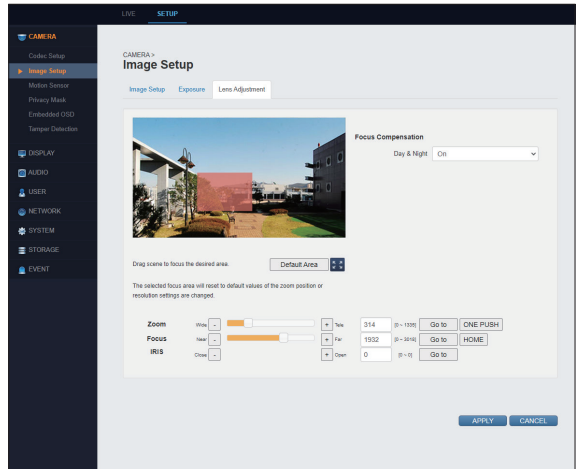 LIVE SETUP
CAMERA
Codec Setup
Image Setup
Motion Sensor
Privacy Mask
Embedded OSD
Tamper Detection
DISPLAY
AUDIO
USER
NETWORK
SYSTEM
STORAGE
EVENT
CAMERA >
Image Setup
Image Setup Exposure Lens Adjustment
Focus Compensation
Day & Night On
Drag scene to focus the desired area. Default Area
The selected focus area will reset to default values of the zoom position or
resolution settings are changed.
Zoom Wide - + Tele 314 [0 ~ 1338] Go to ONE PUSH
Focus Near - + Far 1932 [0 ~ 3018] Go to HOME
IRIS Close - + Open 0 [0 ~ 0] Go to
APPLY CANCEL